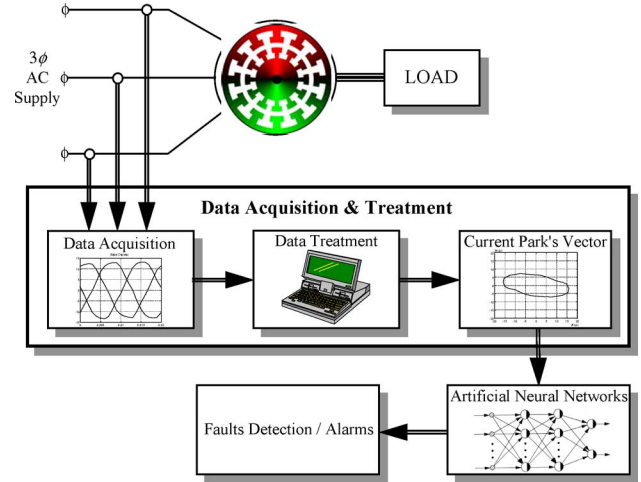 3ϕ
AC
Supply
LOAD
Data Acquisition & Treatment
Data Acquisition
Data Treatment
Current Park's Vector
Artificial Neural Networks
Faults Detection / Alarms